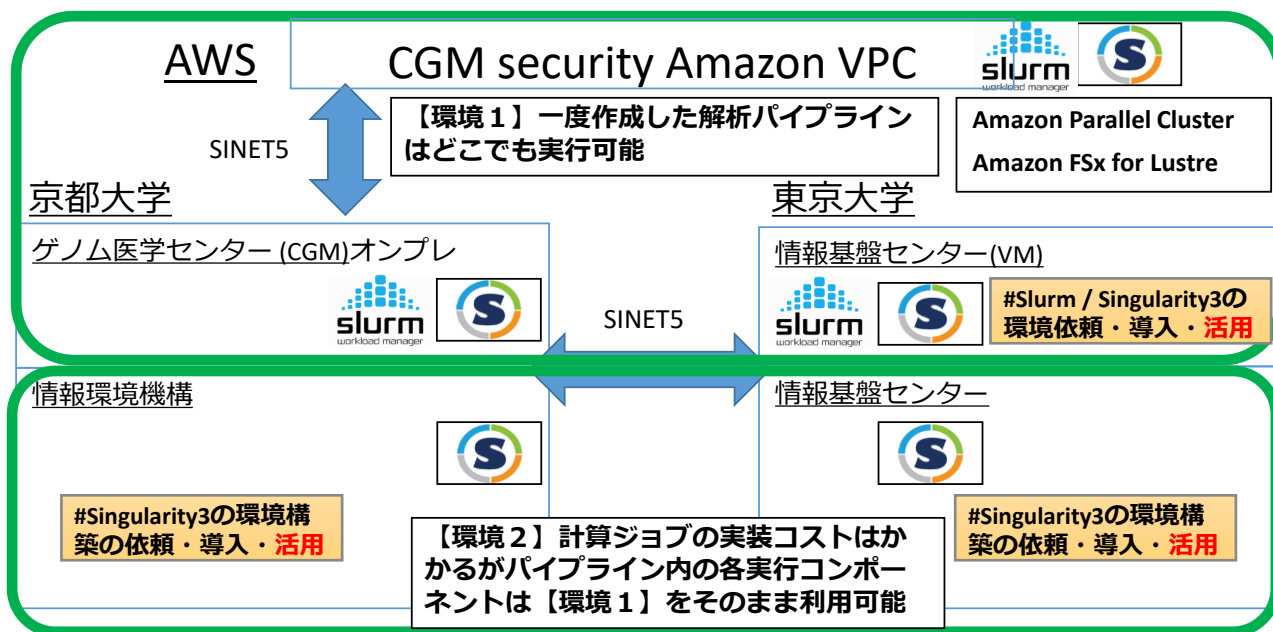 AWS
CGM security Amazon VPC
slurm
workload manager
S
SINET5
【環境１】一度作成した解析パイプライン
はどこでも実行可能
Amazon Parallel Cluster
Amazon FSx for Lustre
京都大学
東京大学
ゲノム医学センター (CGM)オンプレ
slurm
workload manager
S
SINET5
情報基盤センター(VM)
slurm
workload manager
S
#Slurm / Singularity3の
環境依頼・導入・活用
情報環境機構
S
#Singularity3の環境構
築の依頼・導入・活用
情報基盤センター
S
#Singularity3の環境構
築の依頼・導入・活用
【環境２】計算ジョブの実装コストはか
かるがパイプライン内の各実行コンポー
ネントは【環境１】をそのまま利用可能